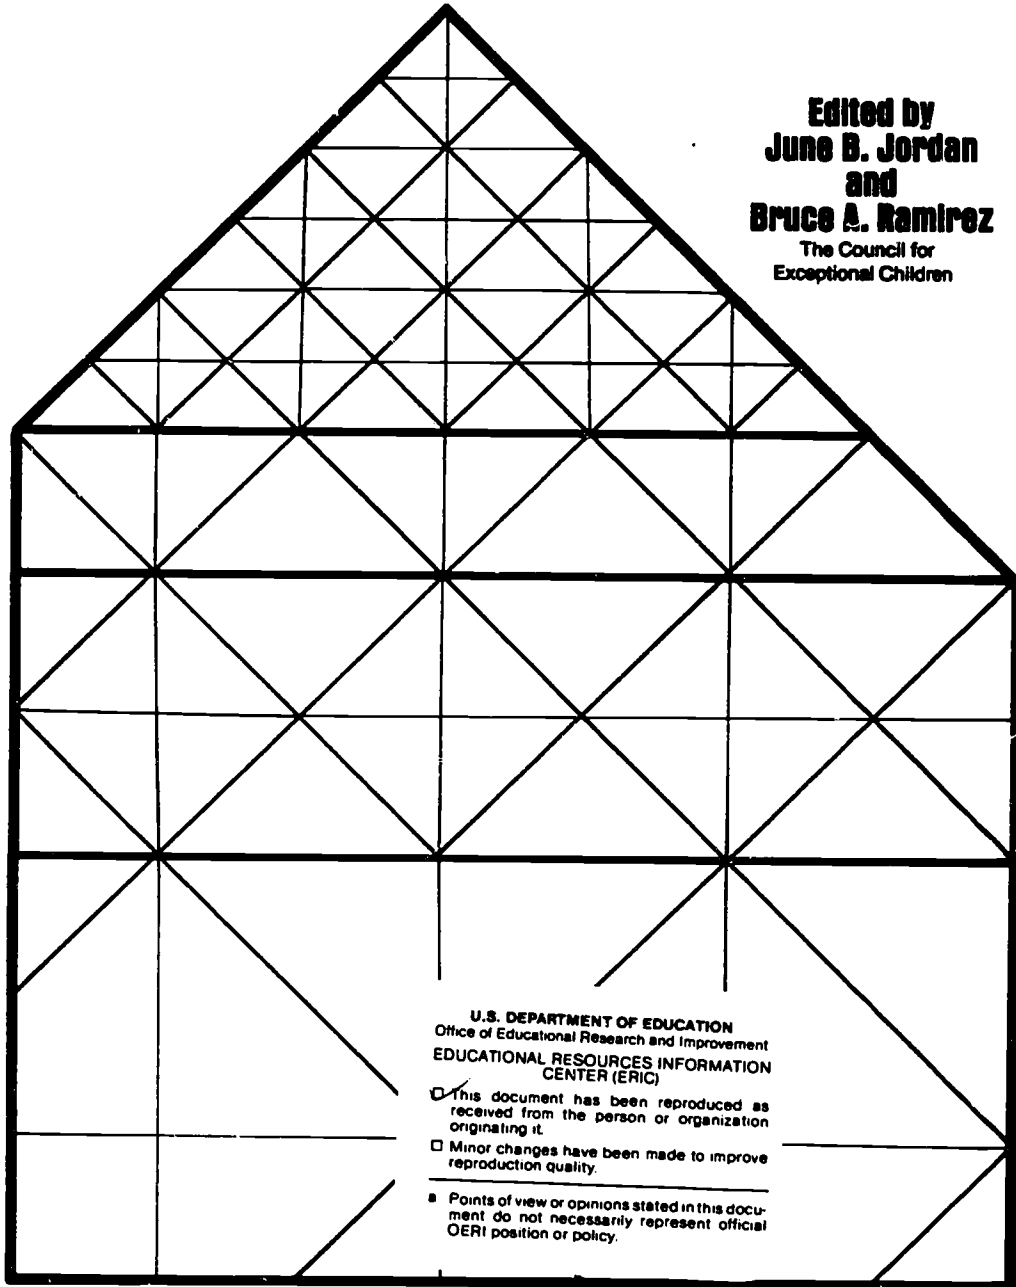 Edited by
June B. Jordan
and
Bruce A. Ramirez
The Council for
Exceptional Children
U.S. DEPARTMENT OF EDUCATION
Office of Educational Research and Improvement
EDUCATIONAL RESOURCES INFORMATION
CENTER (ERIC)
This document has been reproduced as
received from the person or organization
originating it.
□ Minor changes have been made to improve
reproduction quality.
Points of view or opinions stated in this docu-
ment do not necessarily represent official
OERI position or policy.